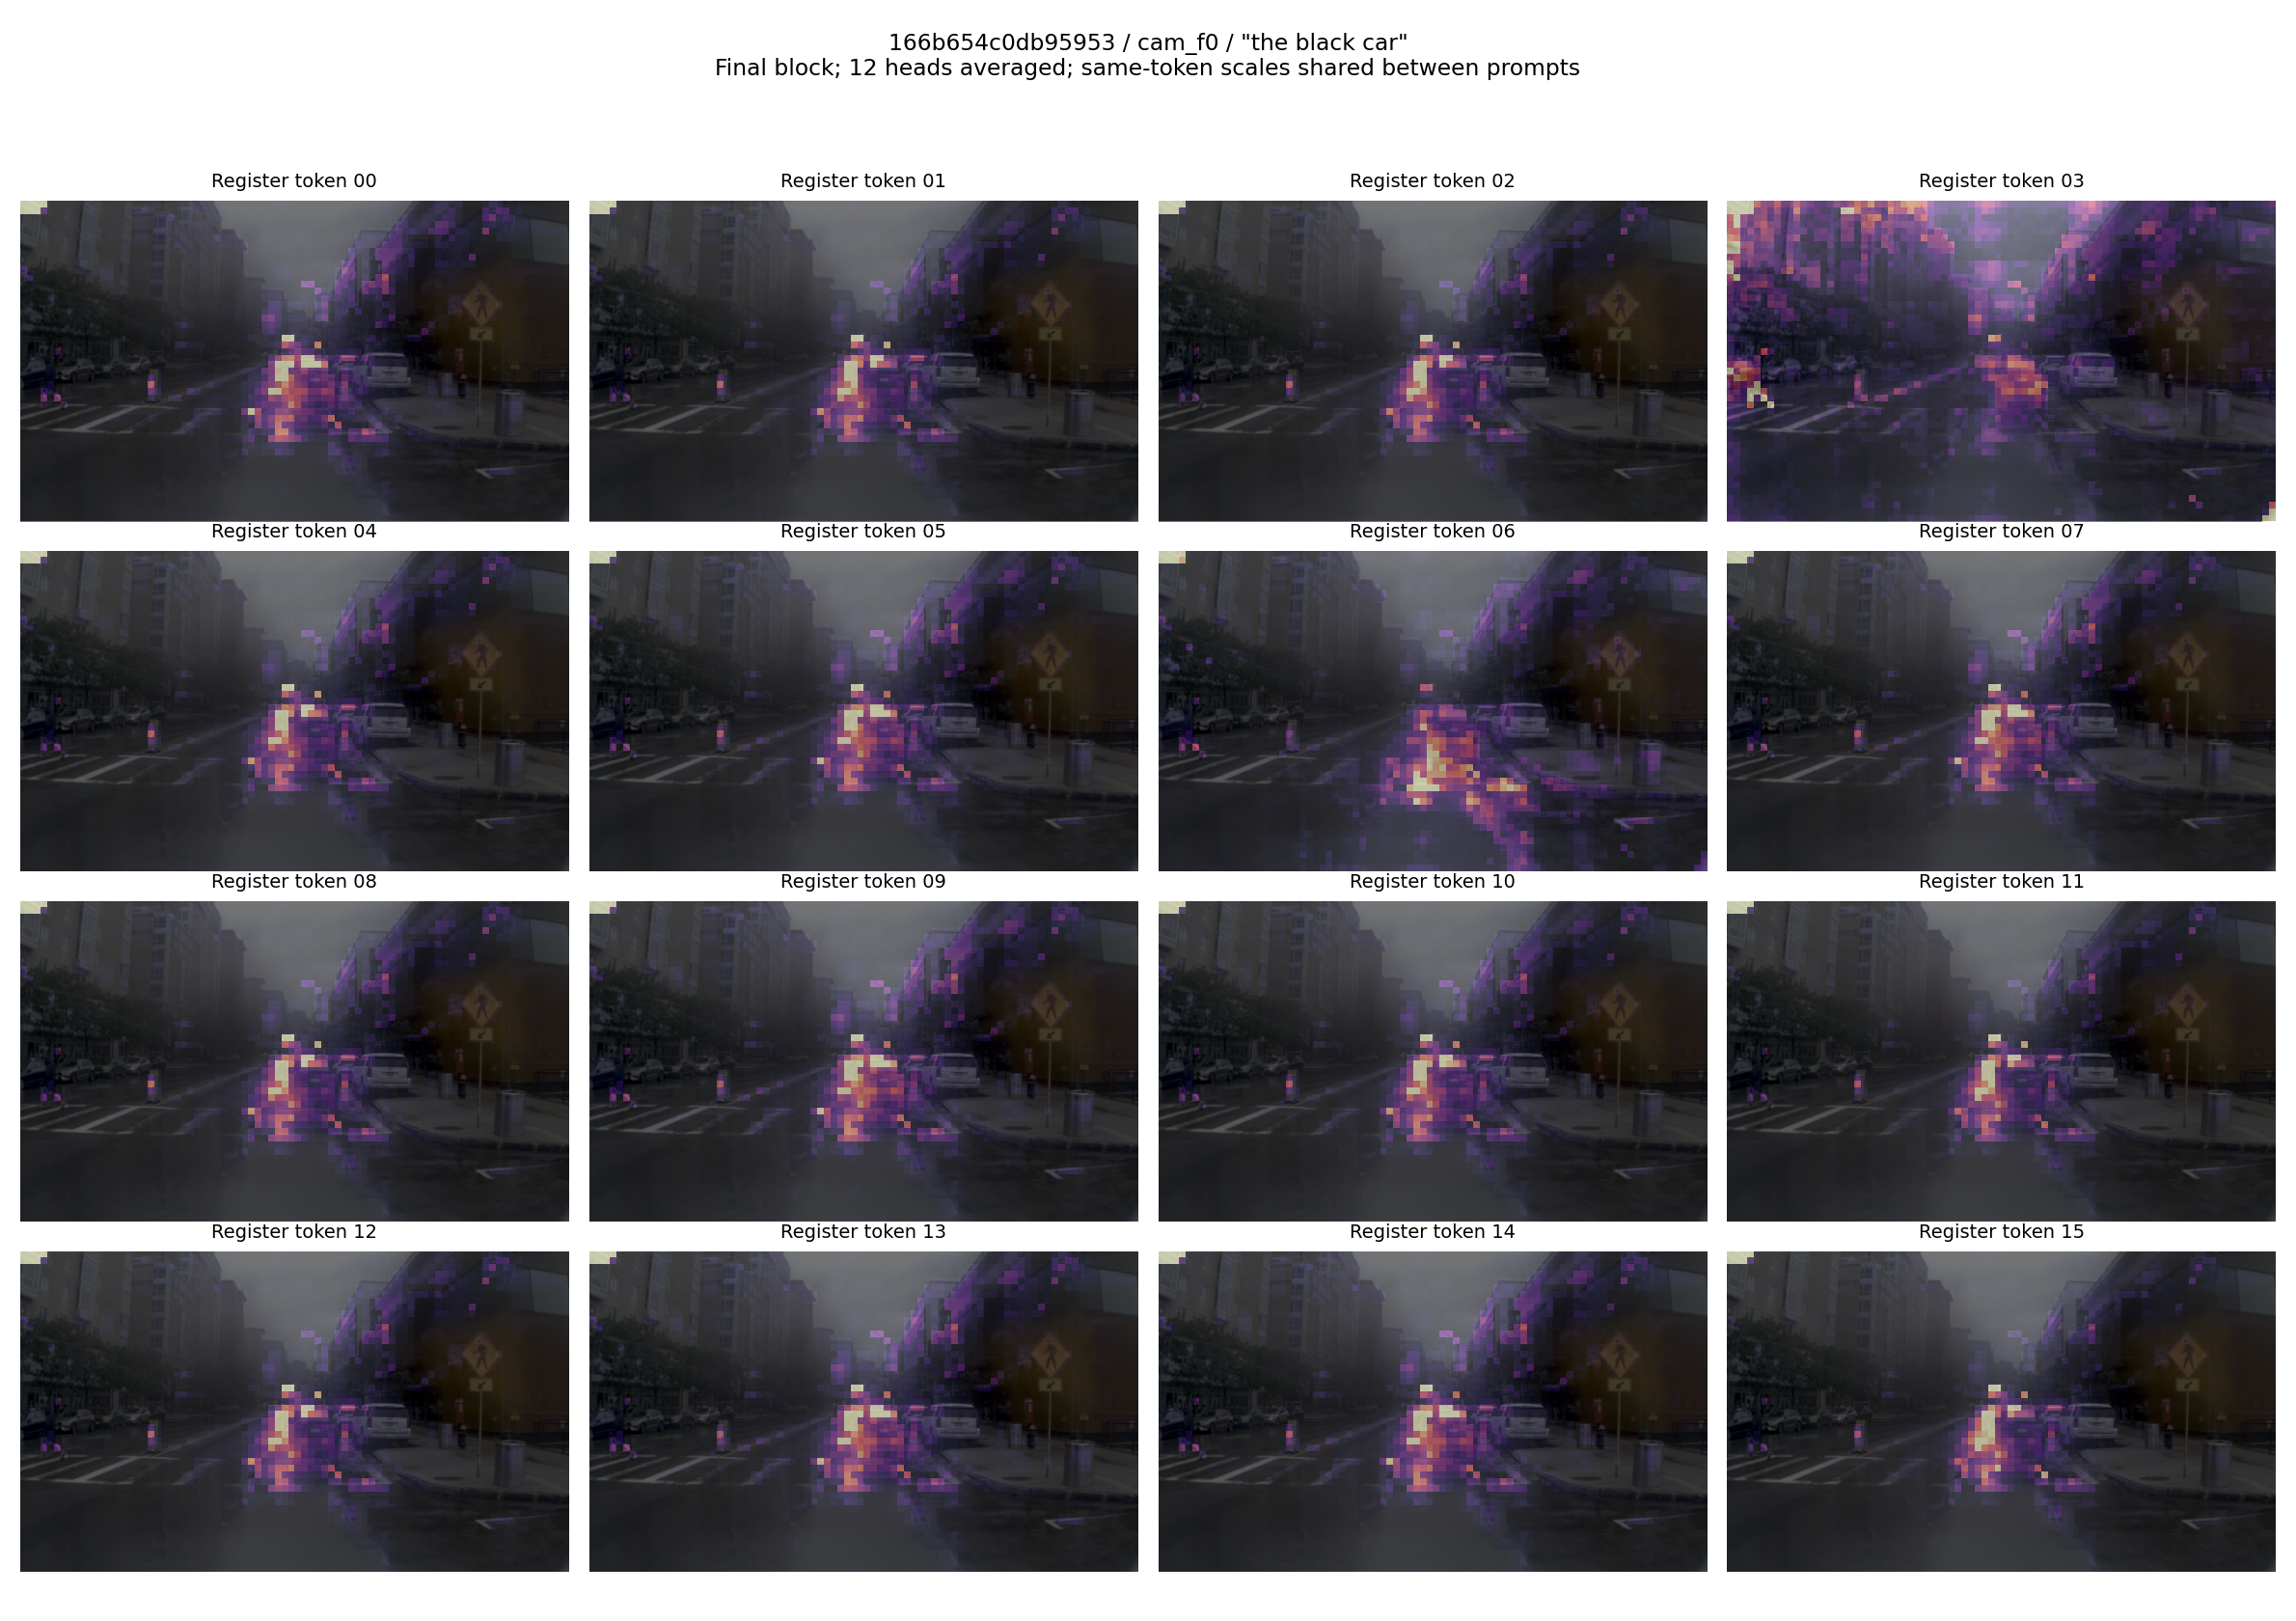 166b654c0db95953 / cam_f0 / "the black car"
Final block; 12 heads averaged; same-token scales shared between prompts
Register token 00
Register token 01
Register token 02
Register token 03
Register token 04
Register token 05
Register token 06
Register token 07
Register token 08
Register token 09
Register token 10
Register token 11
Register token 12
Register token 13
Register token 14
Register token 15